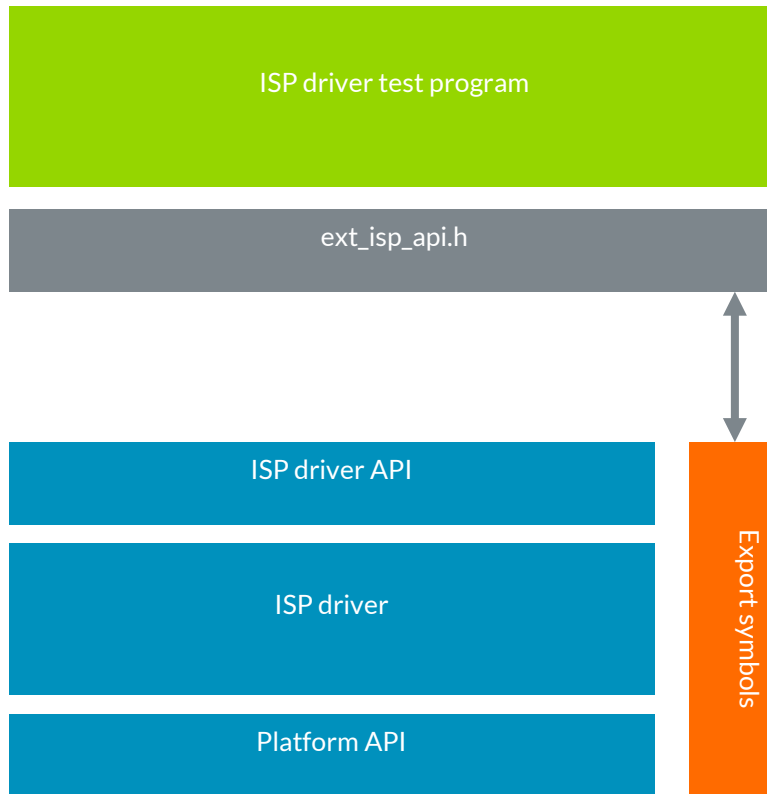 ISP driver test program
ext_isp_api.h
ISP driver API
ISP driver
Platform API
Export symbols